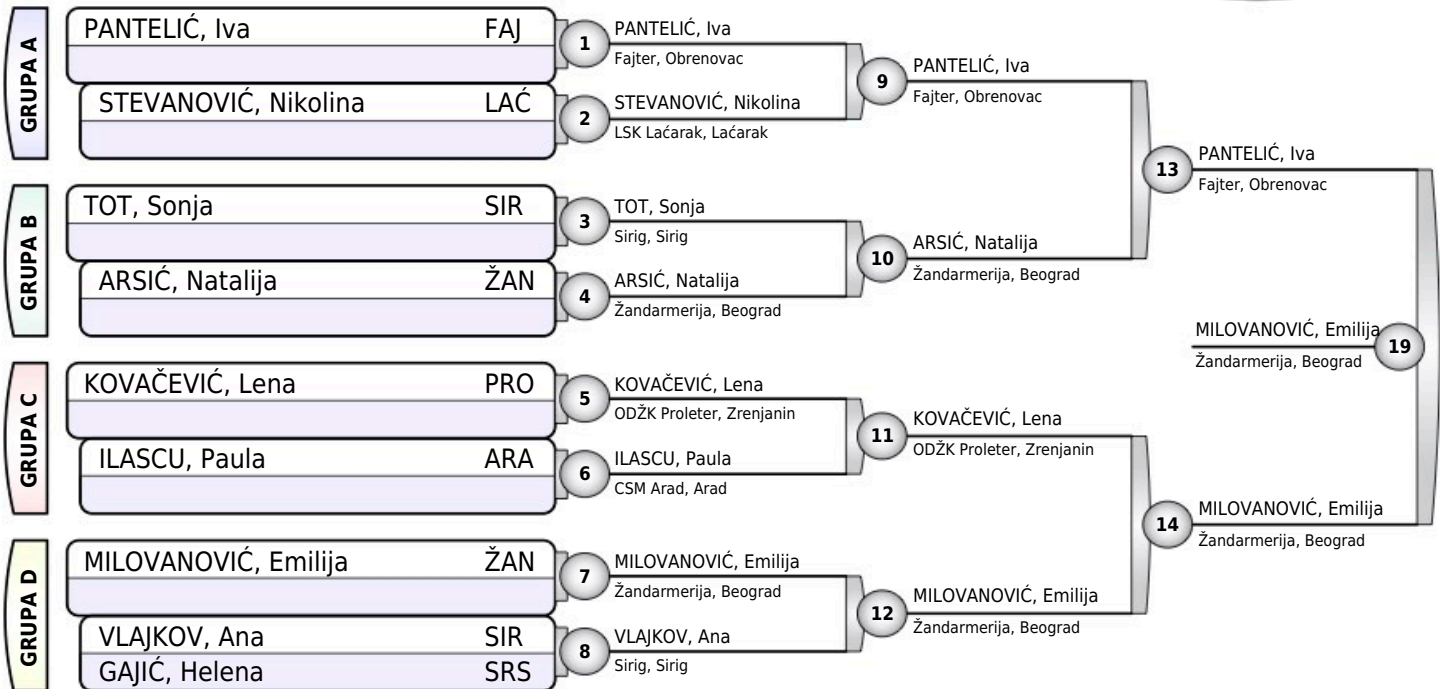 GRUPA A
PANTELIĆ, Iva FAJ
STEVANOVIĆ, Nikolina LAĆ
GRUPA B
TOT, Sonja SIR
ARSIĆ, Natalija ŽAN
GRUPA C
KOVAČEVIĆ, Lena PRO
ILASCU, Paula ARA
GRUPA D
MILOVANOVIĆ, Emilija ŽAN
VLAJKOV, Ana SIR
GAJIĆ, Helena SRS
1
PANTELIĆ, Iva
Fajter, Obrenovac
2
STEVANOVIĆ, Nikolina
LSK Laćarak, Laćarak
3
TOT, Sonja
Sirig, Sirig
4
ARSIĆ, Natalija
Žandarmerija, Beograd
5
KOVAČEVIĆ, Lena
ODŽK Proleter, Zrenjanin
6
ILASCU, Paula
CSM Arad, Arad
7
MILOVANOVIĆ, Emilija
Žandarmerija, Beograd
8
VLAJKOV, Ana
Sirig, Sirig
9
PANTELIĆ, Iva
Fajter, Obrenovac
10
ARSIĆ, Natalija
Žandarmerija, Beograd
11
KOVAČEVIĆ, Lena
ODŽK Proleter, Zrenjanin
12
MILOVANOVIĆ, Emilija
Žandarmerija, Beograd
13
PANTELIĆ, Iva
Fajter, Obrenovac
14
MILOVANOVIĆ, Emilija
Žandarmerija, Beograd
MILOVANOVIĆ, Emilija
Žandarmerija, Beograd
19